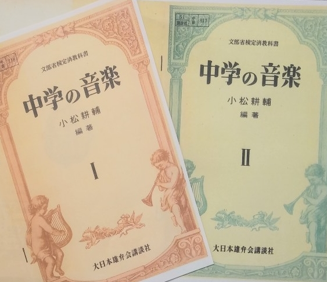 文部省検定済教科書
中学の音楽
小松耕輔
編著
I
大日本雄弁会講談社
文部省検定済教科書
中学の音楽
小松耕輔
編著
II
大日本雄弁会講談社